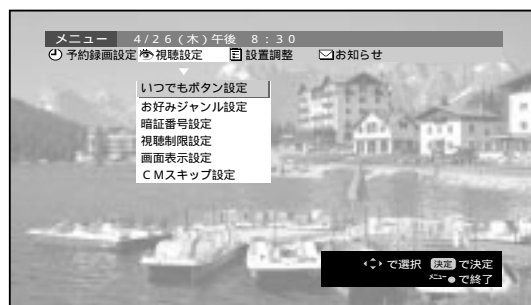 メニュー 4/26(木)午後 8:30
予約録画設定 視聴設定 設置調整 お知らせ
いつでもボタン設定
お好みジャンル設定
暗証番号設定
視聴制限設定
画面表示設定
CMスキップ設定
で選択 決定 で決定
メニュー で終了